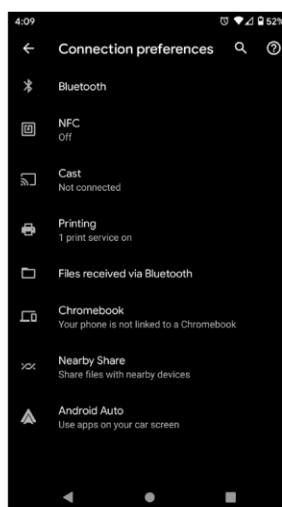 4:09
52%
Connection preferences
Bluetooth
NFC
Off
Cast
Not connected
Printing
1 print service on
Files received via Bluetooth
Chromebook
Your phone is not linked to a Chromebook
Nearby Share
Share files with nearby devices
Android Auto
Use apps on your car screen